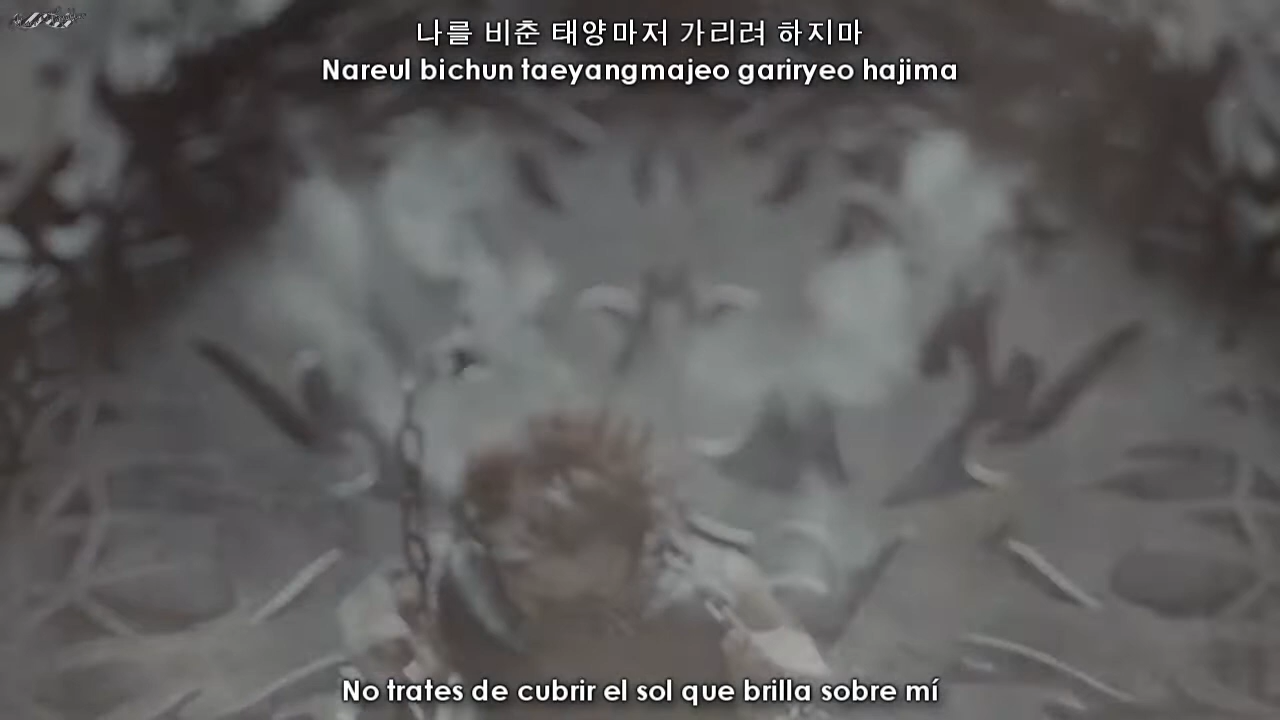 나를 비춘 태양마저 가리려 하지마
Nareul bichun taeyangmajeo gariryeo hajima
No trates de cubrir el sol que brilla sobre mí